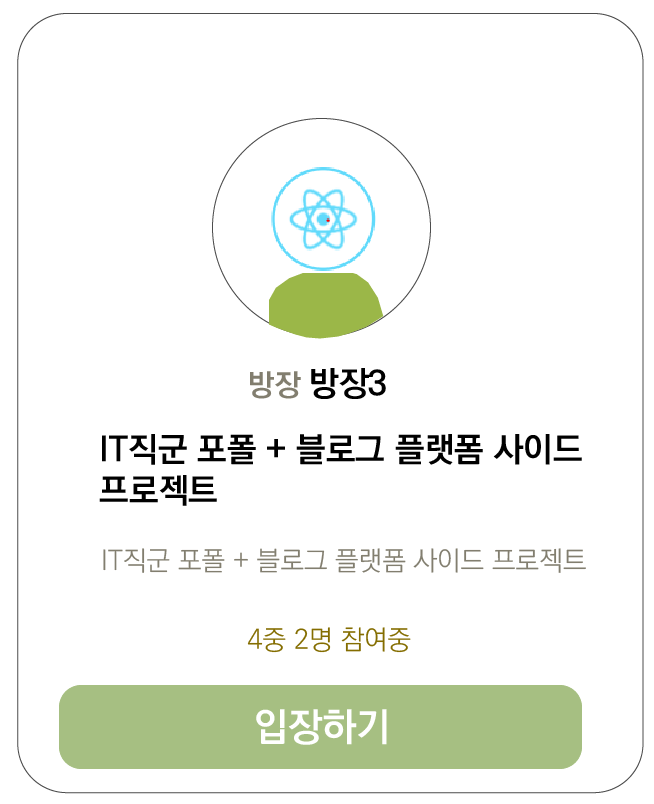 방장 방장3
IT직군 포폴 + 블로그 플랫폼 사이드
프로젝트
IT직군 포폴 + 블로그 플랫폼 사이드 프로젝트
4중 2명 참여중
입장하기